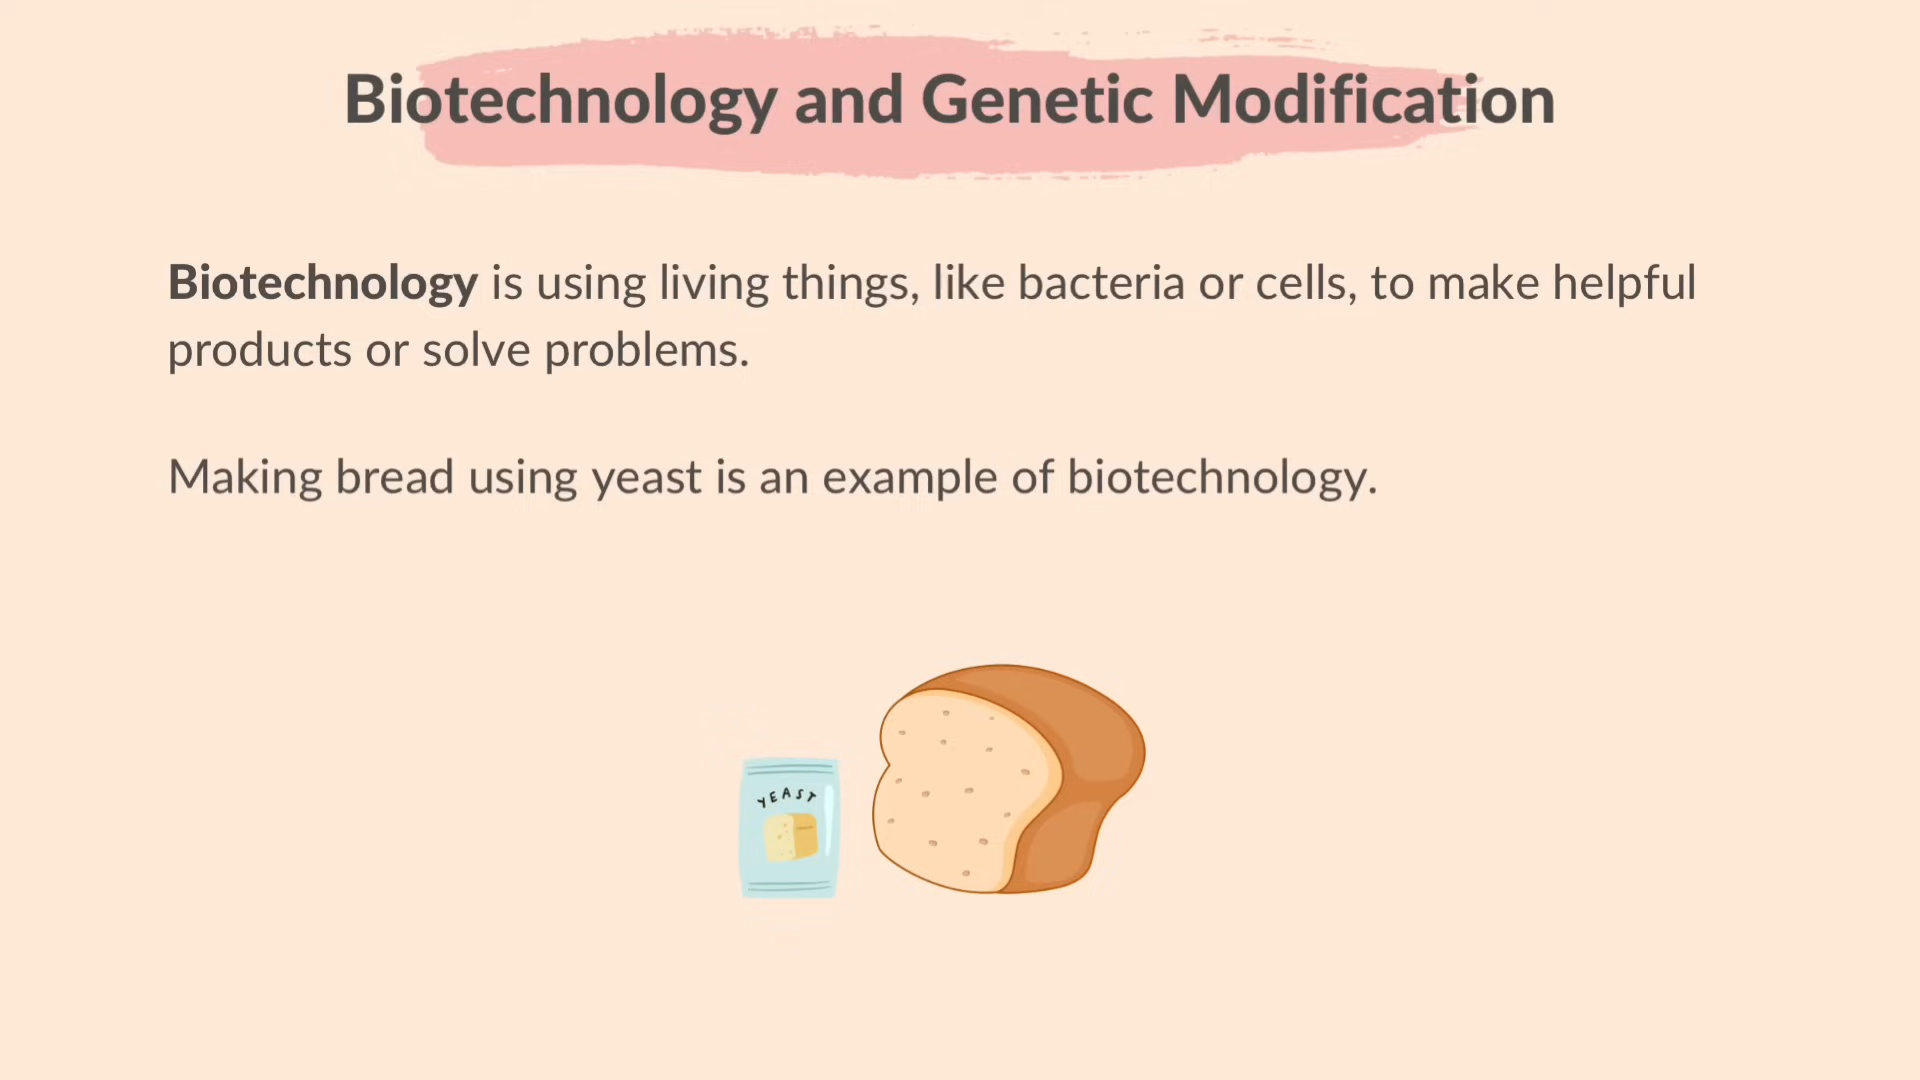 Biotechnology and Genetic Modification
Biotechnology is using living things, like bacteria or cells, to make helpful
products or solve problems.
Making bread using yeast is an example of biotechnology.
YEAST